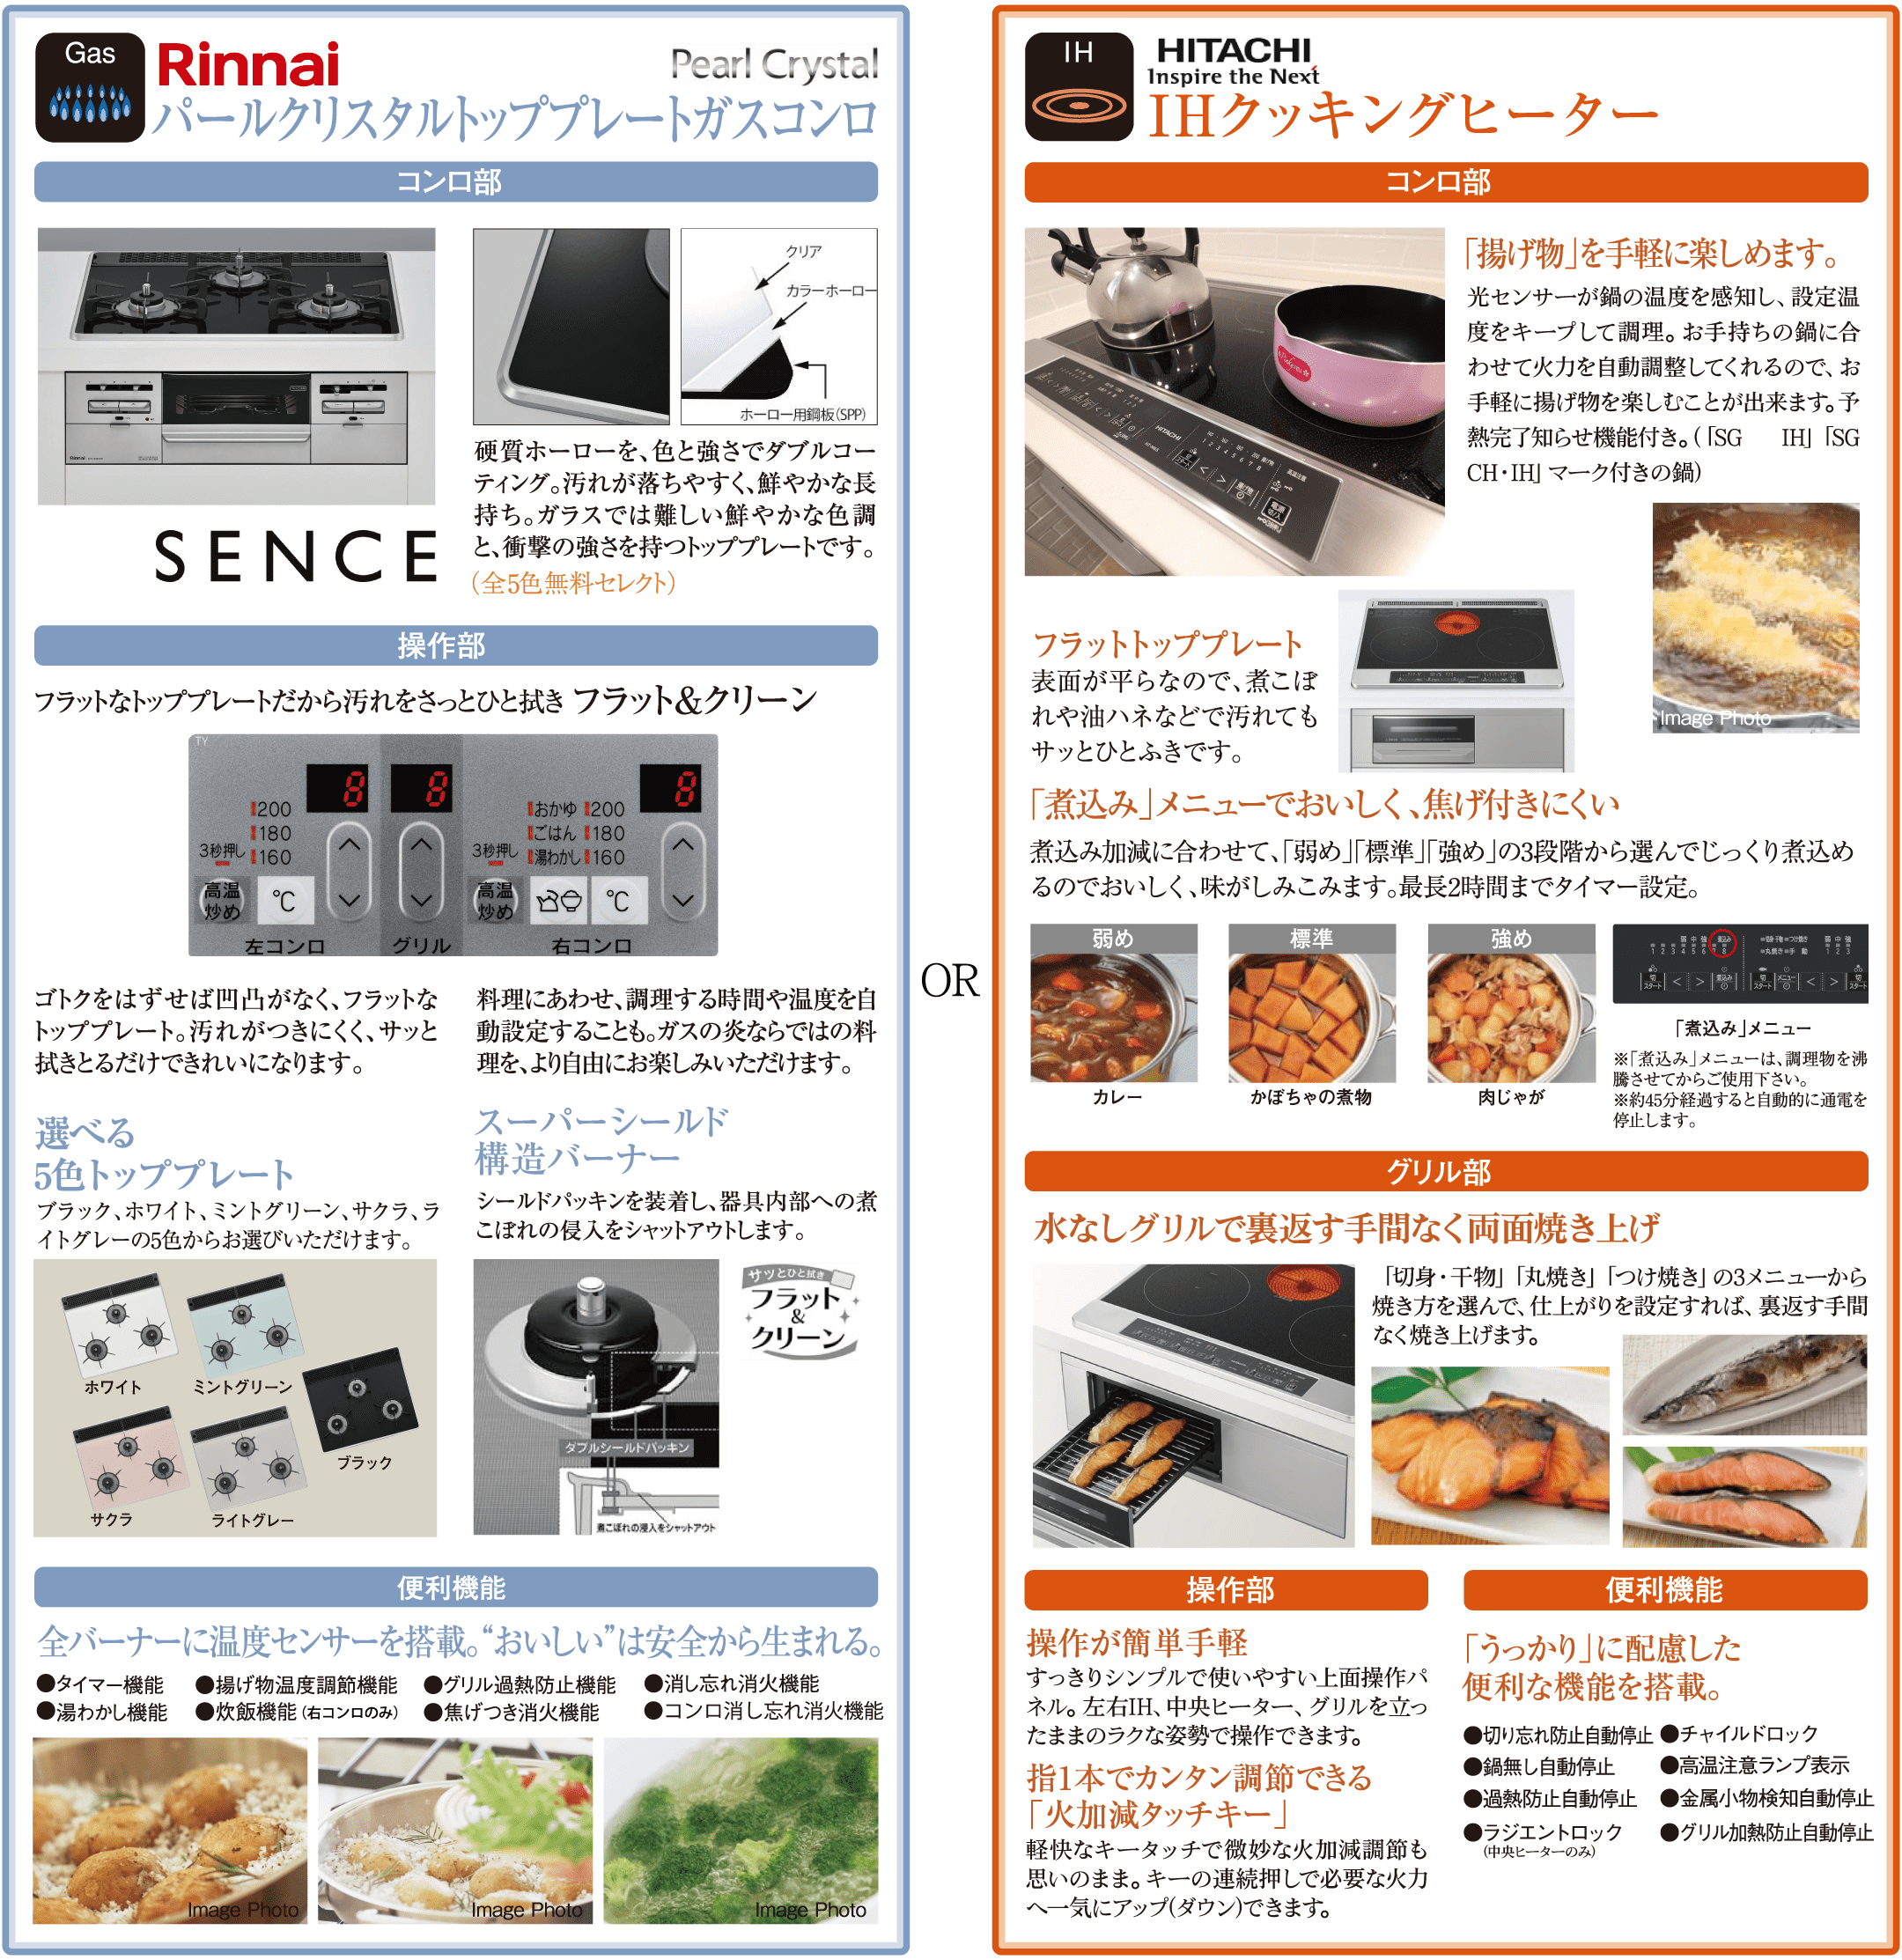 Gas
Rinnai
Pearl Crystal
パールクリスタルトッププレートガスコンロ
コンロ部
クリア
カラーホーロー
ホーロー用鋼板(SPP)
SENCE
硬質ホーローを、色と強さでダブルコー
ティング。汚れが落ちやすく、鮮やかな長
持ち。ガラスでは難しい鮮やかな色調
と、衝撃の強さを持つトッププレートです。
（全5色無料セレクト）
操作部
フラットなトッププレートだから汚れをさっとひと拭き フラット&クリーン
TY
200
180
160
3秒押し
高温
炒め
℃
左コンロ
グリル
おかゆ 200
ごはん 180
湯わかし 160
3秒押し
高温
炒め
℃
右コンロ
ゴトクをはずせば凹凸がなく、フラットな
トッププレート。汚れがつきにくく、サッと
拭きとるだけできれいになります。
料理にあわせ、調理する時間や温度を自
動設定することも。ガスの炎ならではの料
理を、より自由にお楽しみいただけます。
選べる
5色トッププレート
ブラック、ホワイト、ミントグリーン、サクラ、ラ
イトグレーの5色からお選びいただけます。
ホワイト
ミントグリーン
ブラック
サクラ
ライトグレー
スーパーシールド
構造バーナー
シールドパッキンを装着し、器具内部への煮
こぼれの侵入をシャットアウトします。
サッとひと拭き
フラット
&
クリーン
ダブルシールドパッキン
煮こぼれの浸入をシャットアウト
便利機能
全バーナーに温度センサーを搭載。“おいしい”は安全から生まれる。
●タイマー機能 ●揚げ物温度調節機能 ●グリル過熱防止機能 ●消し忘れ消火機能
●湯わかし機能 ●炊飯機能（右コンロのみ） ●焦げつき消火機能 ●コンロ消し忘れ消火機能
Image Photo
Image Photo
Image Photo
OR
IH
HITACHI
Inspire the Next
IHクッキングヒーター
コンロ部
「揚げ物」を手軽に楽しめます。
光センサーが鍋の温度を感知し、設定温
度をキープして調理。お手持ちの鍋に合
わせて火力を自動調整してくれるので、お
手軽に揚げ物を楽しむことが出来ます。予
熱完了知らせ機能付き。(「SG IH」「SG
CH・IH」マーク付きの鍋)
Image Photo
フラットトッププレート
表面が平らなので、煮こぼ
れや油ハネなどで汚れても
サッとひとふきです。
「煮込み」メニューでおいしく、焦げ付きにくい
煮込み加減に合わせて、「弱め」「標準」「強め」の3段階から選んでじっくり煮込め
るのでおいしく、味がしみこみます。最長2時間までタイマー設定。
弱め
標準
強め
カレー
かぼちゃの煮物
肉じゃが
「煮込み」メニュー
※「煮込み」メニューは、調理物を沸
騰させてからご使用下さい。
※約45分経過すると自動的に通電を
停止します。
グリル部
水なしグリルで裏返す手間なく両面焼き上げ
「切身・干物」「丸焼き」「つけ焼き」の3メニューから
焼き方を選んで、仕上がりを設定すれば、裏返す手間
なく焼き上げます。
操作部
操作が簡単手軽
すっきりシンプルで使いやすい上面操作パ
ネル。左右IH、中央ヒーター、グリルを立っ
たままのラクな姿勢で操作できます。
指1本でカンタン調節できる
「火加減タッチキー」
軽快なキータッチで微妙な火加減調節も
思いのまま。キーの連続押しで必要な火力
へ一気にアップ(ダウン)できます。
便利機能
「うっかり」に配慮した
便利な機能を搭載。
●切り忘れ防止自動停止 ●チャイルドロック
●鍋無し自動停止 ●高温注意ランプ表示
●過熱防止自動停止 ●金属小物検知自動停止
●ラジエントロック ●グリル加熱防止自動停止
(中央ヒーターのみ)